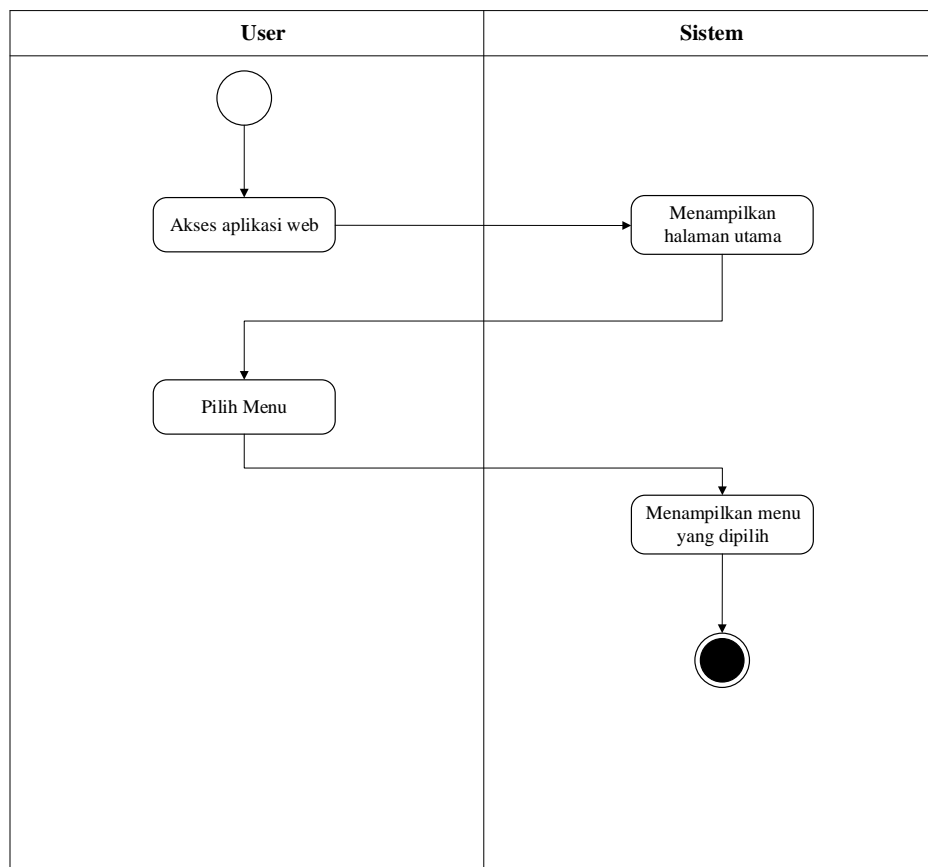 User
Sistem
Akses aplikasi web
Menampilkan
halaman utama
Pilih Menu
Menampilkan menu
yang dipilih